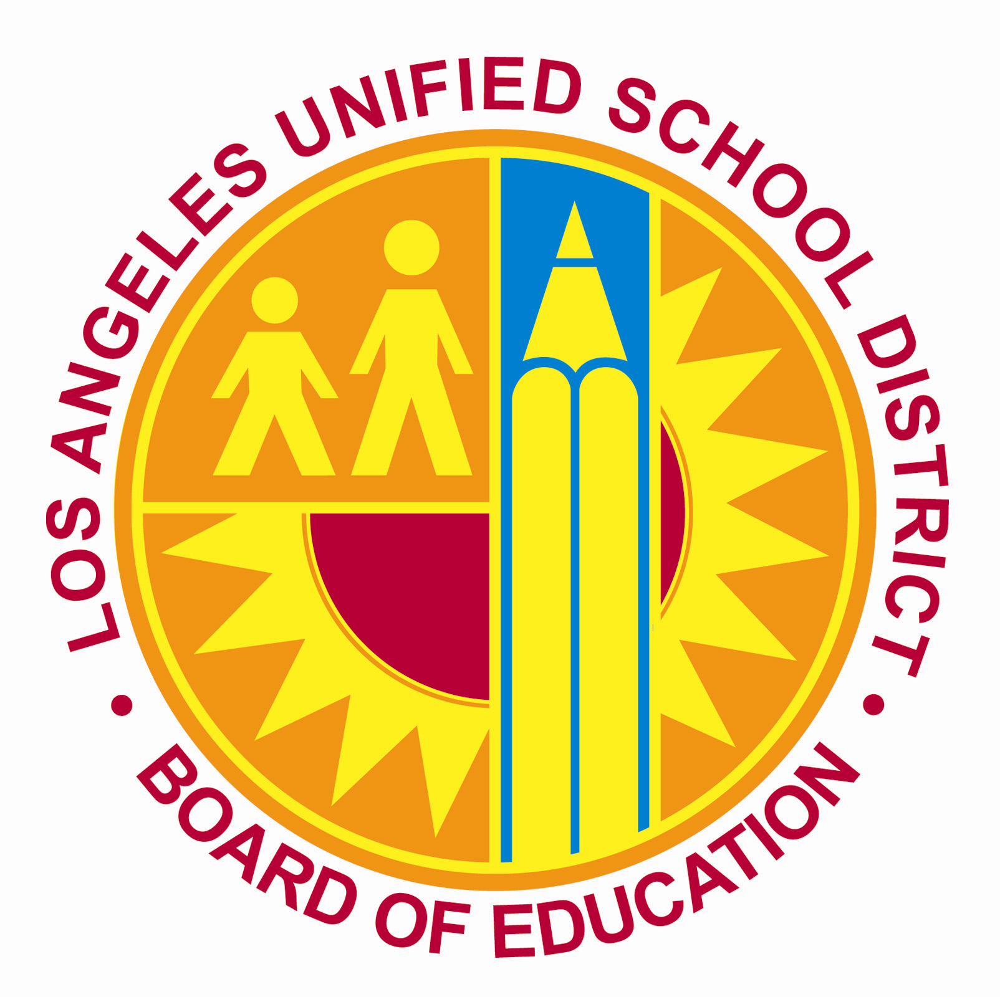 LOS ANGELES UNIFIED SCHOOL DISTRICT
• BOARD OF EDUCATION •